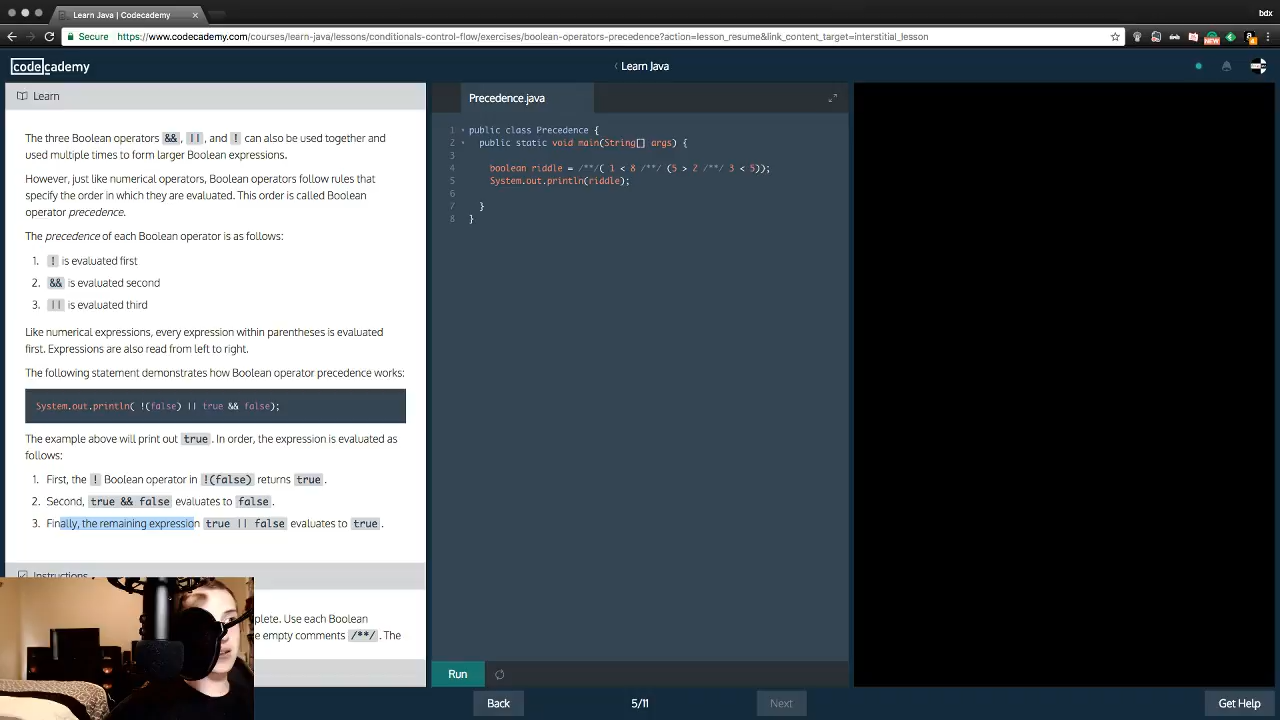 Learn Java | Codecademy
bdx
Secure https://www.codecademy.com/courses/learn-java/lessons/conditionals-control-flow/exercises/boolean-operators-precedence?action=lesson_resume&link_content_target=interstitial_lesson
codecademy
Learn Java
Learn
The three Boolean operators &&, ||, and ! can also be used together and
used multiple times to form larger Boolean expressions.
However, just like numerical operators, Boolean operators follow rules that
specify the order in which they are evaluated. This order is called Boolean
operator precedence.
The precedence of each Boolean operator is as follows:
1. ! is evaluated first
2. && is evaluated second
3. || is evaluated third
Like numerical expressions, every expression within parentheses is evaluated
first. Expressions are also read from left to right.
The following statement demonstrates how Boolean operator precedence works:
System.out.println( !(false) || true && false);
The example above will print out true. In order, the expression is evaluated as
follows:
1. First, the ! Boolean operator in !(false) returns true.
2. Second, true && false evaluates to false.
3. Finally, the remaining expression true || false evaluates to true.
Instructions
plete. Use each Boolean
e empty comments /**/. The
Precedence.java
1 public class Precedence {
2 public static void main(String[] args) {
3
4 boolean riddle = /**/( 1 < 8 /**/ (5 > 2 /**/ 3 < 5));
5 System.out.println(riddle);
6
7 }
8 }
Run
Back
5/11
Next
Get Help